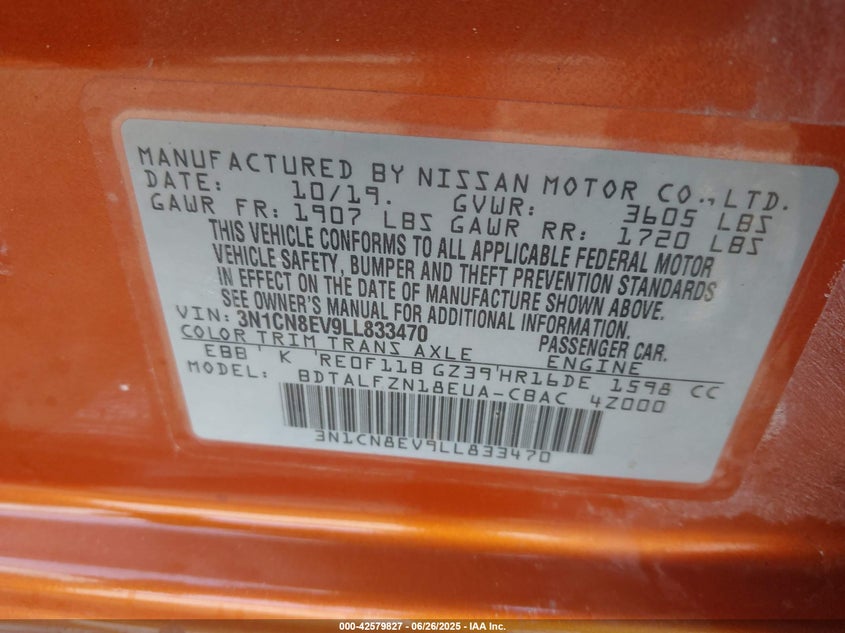 MANUFACTURED BY NISSAN MOTOR CO., LTD.
DATE: 10/19. GVWR: 3605 LBS
GAWR FR: 1907 LBS GAWR RR: 1720 LBS
THIS VEHICLE CONFORMS TO ALL APPLICABLE FEDERAL MOTOR
VEHICLE SAFETY, BUMPER AND THEFT PREVENTION STANDARDS
IN EFFECT ON THE DATE OF MANUFACTURE SHOWN ABOVE.
SEE OWNER'S MANUAL FOR ADDITIONAL INFORMATION.
VIN: 3N1CN8EV9LL833470 PASSENGER CAR.
COLOR TRIM TRANS AXLE ENGINE
EBB ' K 'RE0F11B GZ39'HR16DE 1598 CC
MODEL: BDTALFZN18EUA-CBAC 4Z000
3N1CN8EV9LL833470
000-42579827 - 06/26/2025 - IAA Inc.